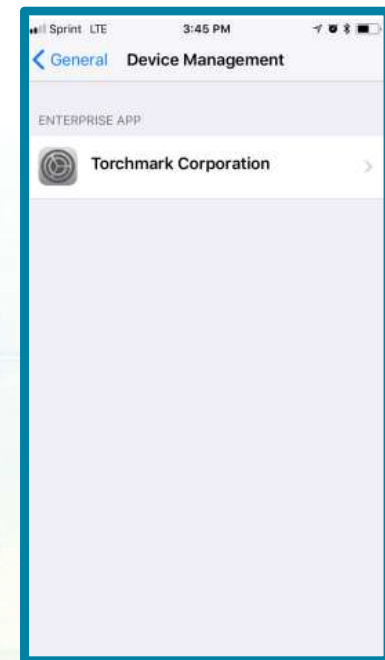 Sprint LTE 3:45 PM
General Device Management
ENTERPRISE APP
Torchmark Corporation